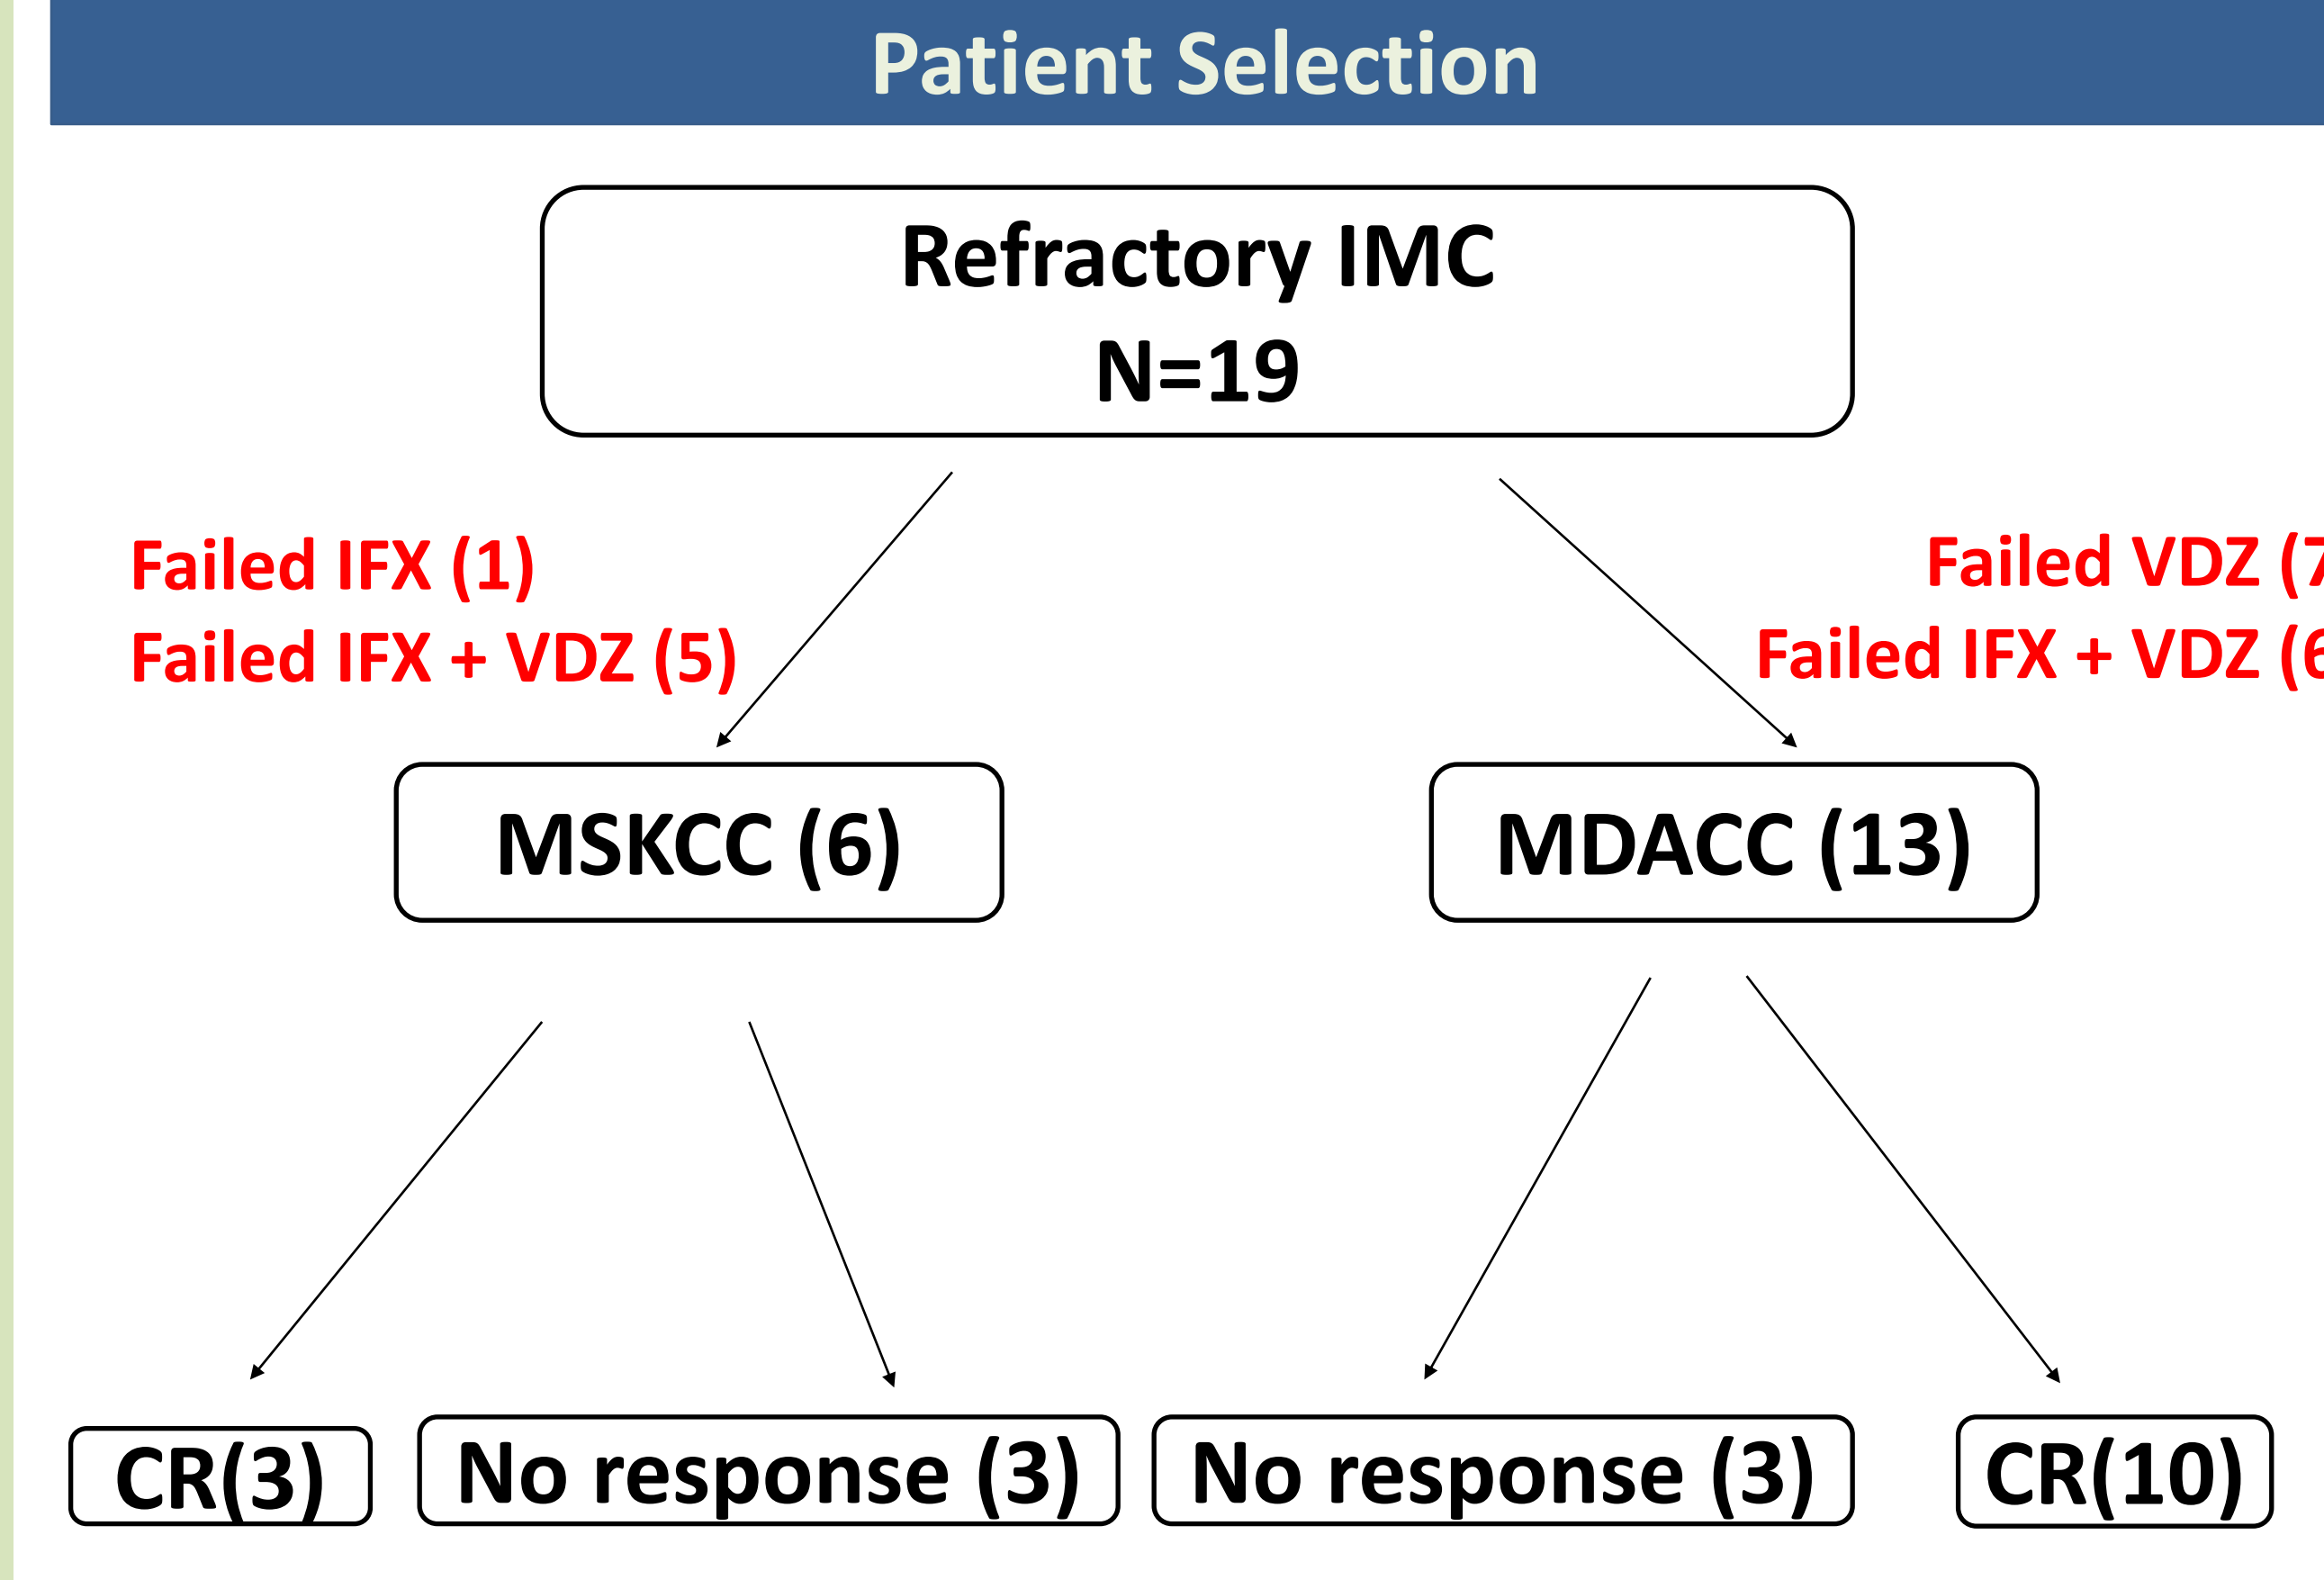 Patient Selection
Refractory IMC
N=19
Failed IFX (1)
Failed IFX + VDZ (5)
Failed VDZ (
Failed IFX + VDZ (
MSKCC (6)
MDACC (13)
CR(3)
No response (3)
No response (3)
CR(10)